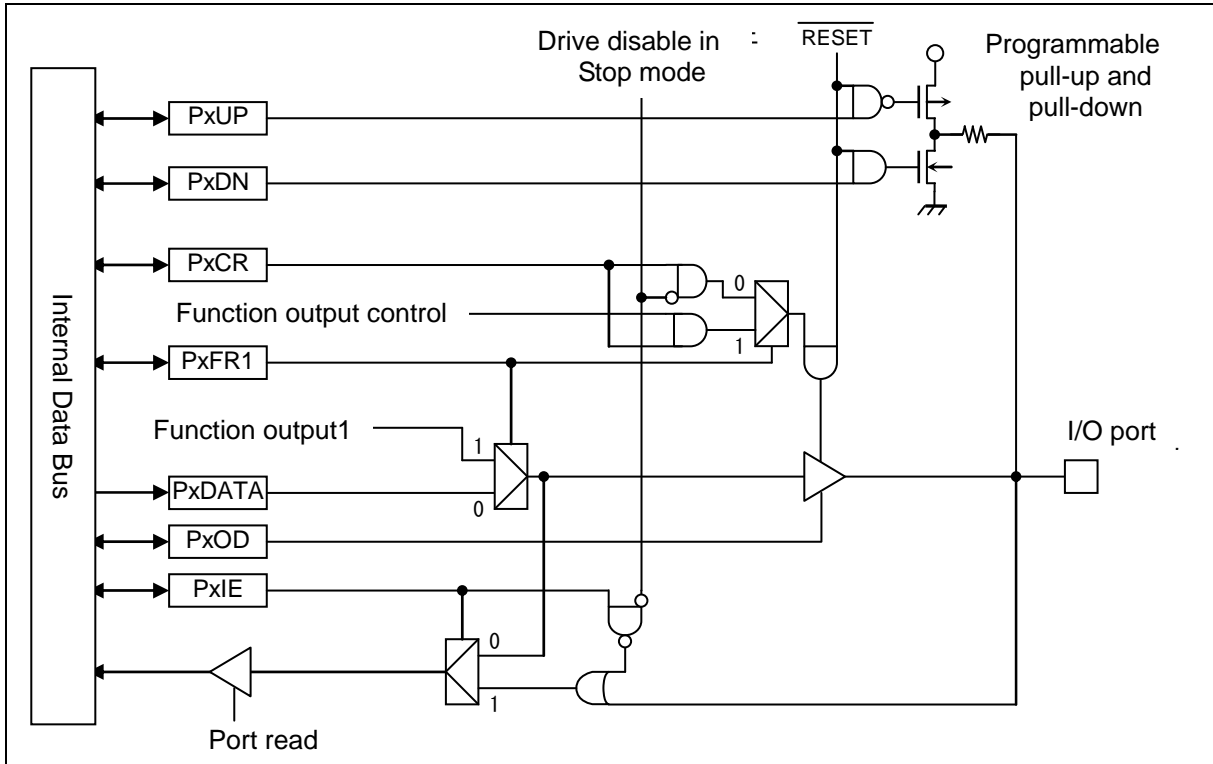 Drive disable in
Stop mode
RESET
Programmable
pull-up and
pull-down
PxUP
PxDN
PxCR
0
Function output control
1
PxFR1
Function output1
1
I/O port
Internal Data Bus
PxDATA
0
PxOD
PxIE
0
1
Port read